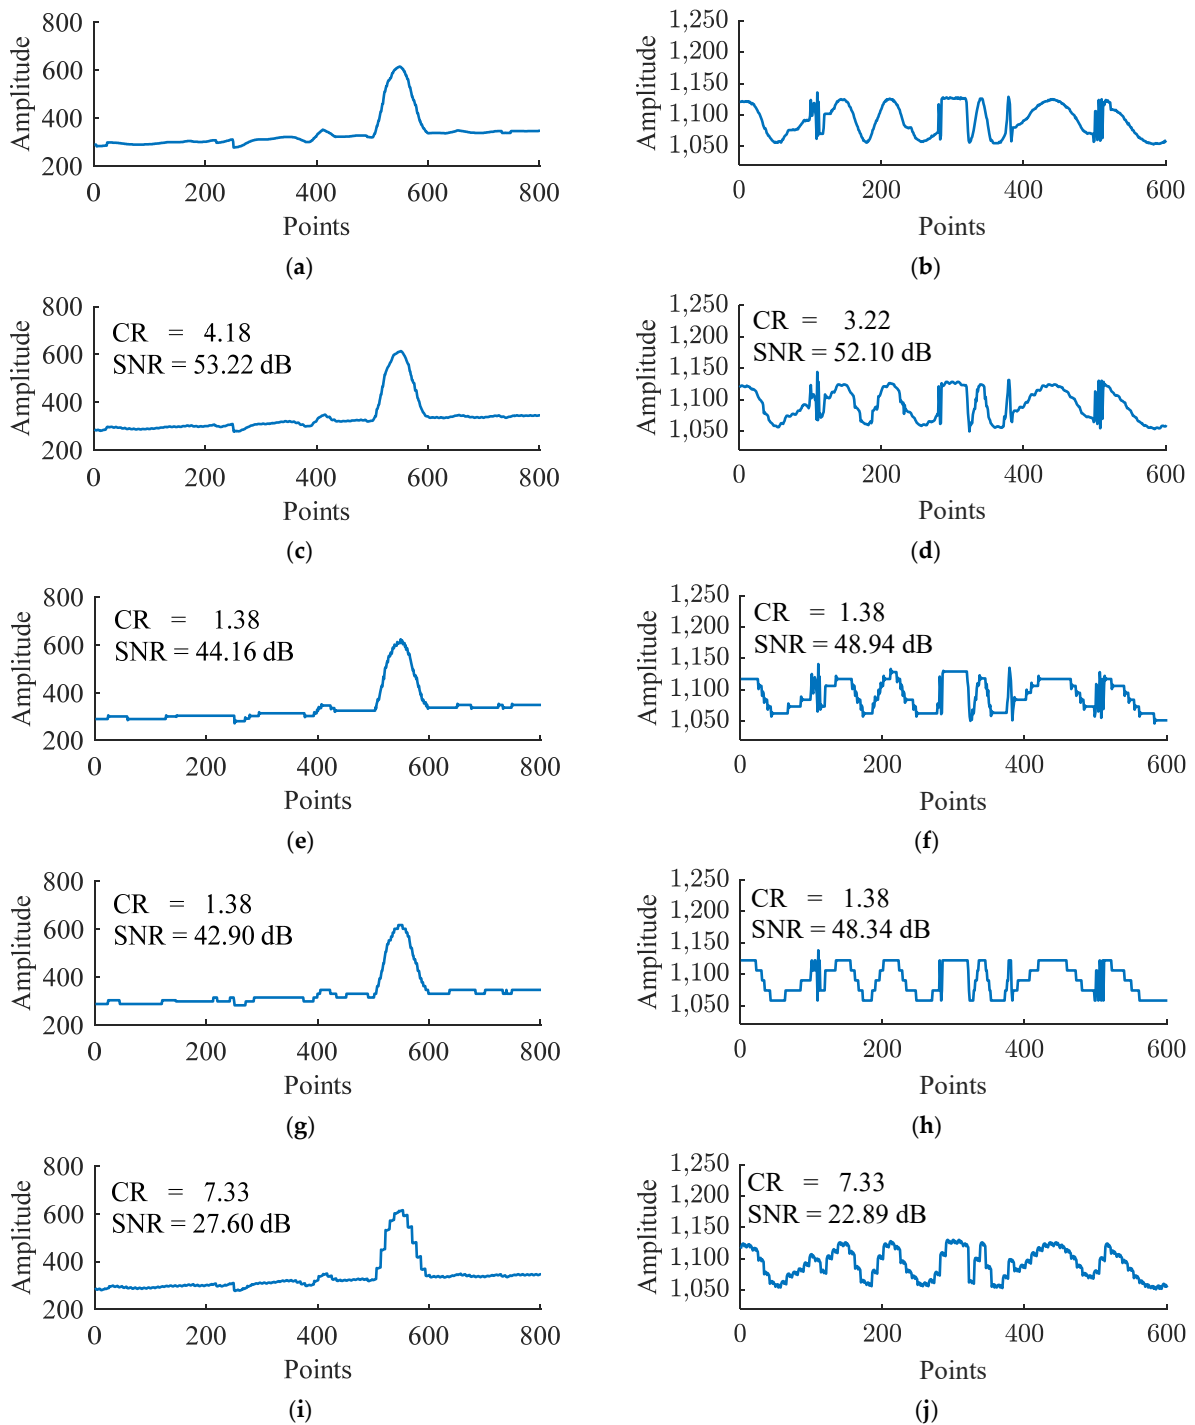 800
600
400
200
Amplitude
0 200 400 600 800
Points
(a)
1,250
1,200
1,150
1,100
1,050
Amplitude
0 200 400 600
Points
(b)
800
600
400
200
Amplitude
CR = 4.18
SNR = 53.22 dB
0 200 400 600 800
Points
(c)
1,250
1,200
1,150
1,100
1,050
Amplitude
CR = 3.22
SNR = 52.10 dB
0 200 400 600
Points
(d)
800
600
400
200
Amplitude
CR = 1.38
SNR = 44.16 dB
0 200 400 600 800
Points
(e)
1,250
1,200
1,150
1,100
1,050
Amplitude
CR = 1.38
SNR = 48.94 dB
0 200 400 600
Points
(f)
800
600
400
200
Amplitude
CR = 1.38
SNR = 42.90 dB
0 200 400 600 800
Points
(g)
1,250
1,200
1,150
1,100
1,050
Amplitude
CR = 1.38
SNR = 48.34 dB
0 200 400 600
Points
(h)
800
600
400
200
Amplitude
CR = 7.33
SNR = 27.60 dB
0 200 400 600 800
Points
(i)
1,250
1,200
1,150
1,100
1,050
Amplitude
CR = 7.33
SNR = 22.89 dB
0 200 400 600
Points
(j)